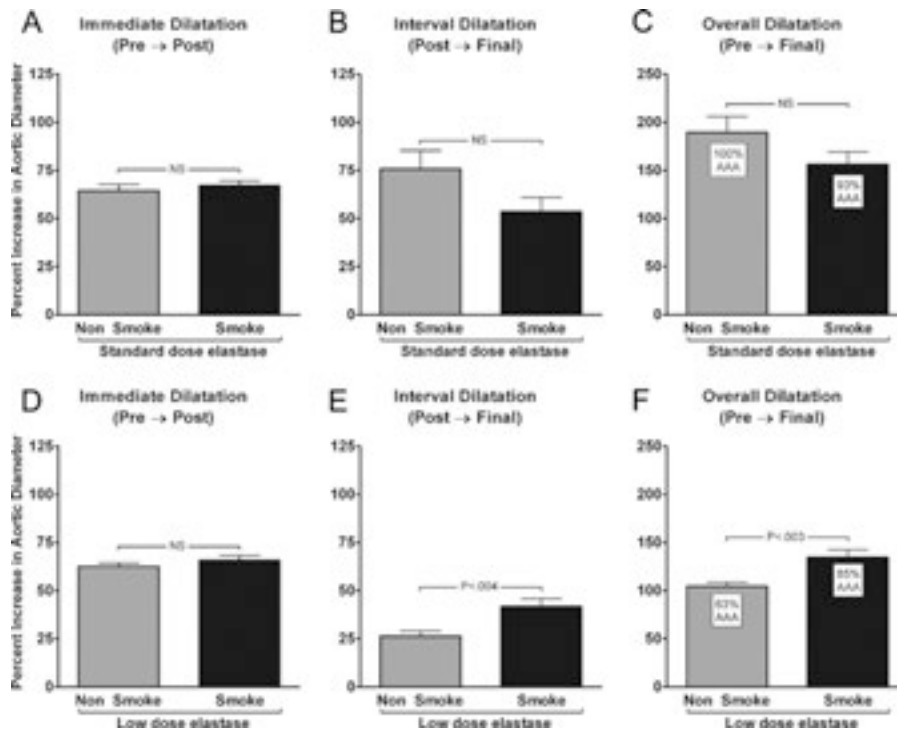 A
Immediate Dilatation
(Pre → Post)
Percent Increase in Aortic Diameter
125
100
75
50
25
0
NS
Non Smoke
Smoke
Standard dose elastase
B
Interval Dilatation
(Post → Final)
125
100
75
50
25
0
NS
Non Smoke
Smoke
Standard dose elastase
C
Overall Dilatation
(Pre → Final)
250
200
150
100
50
0
NS
100%
AAA
93%
AAA
Non Smoke
Smoke
Standard dose elastase
D
Immediate Dilatation
(Pre → Post)
Percent Increase in Aortic Diameter
125
100
75
50
25
0
NS
Non Smoke
Smoke
Low dose elastase
E
Interval Dilatation
(Post → Final)
125
100
75
50
25
0
P<.004
Non Smoke
Smoke
Low dose elastase
F
Overall Dilatation
(Pre → Final)
250
200
150
100
50
0
P<.003
63%
AAA
85%
AAA
Non Smoke
Smoke
Low dose elastase